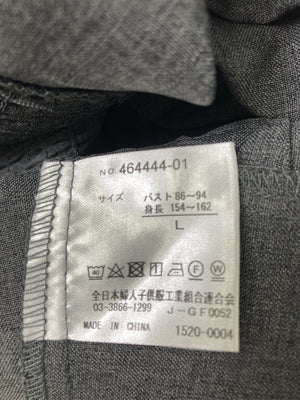 NO. 464444-01
サイズ バスト 86〜94
身長 154〜162
L
40
全日本婦人子供服工業組合連合会
03-3866-1299 J-GF0052
MADE IN CHINA 1520-0004